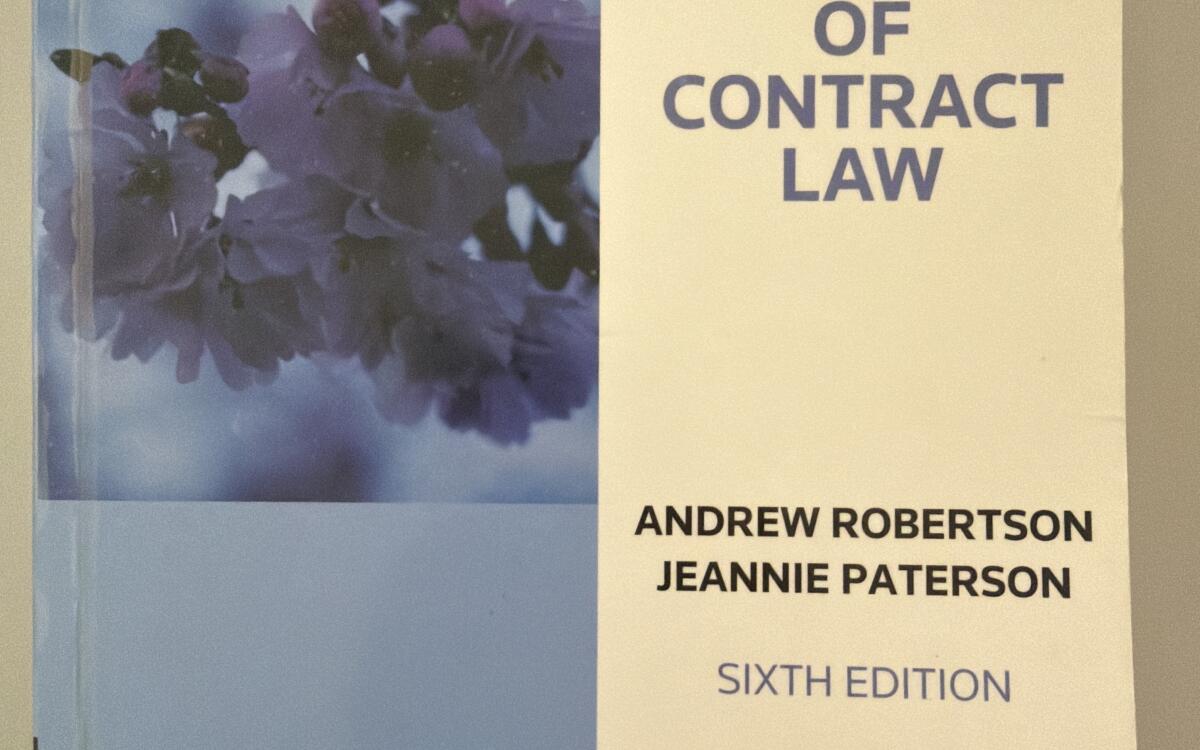 OF
CONTRACT
LAW
ANDREW ROBERTSON
JEANNIE PATERSON
SIXTH EDITION